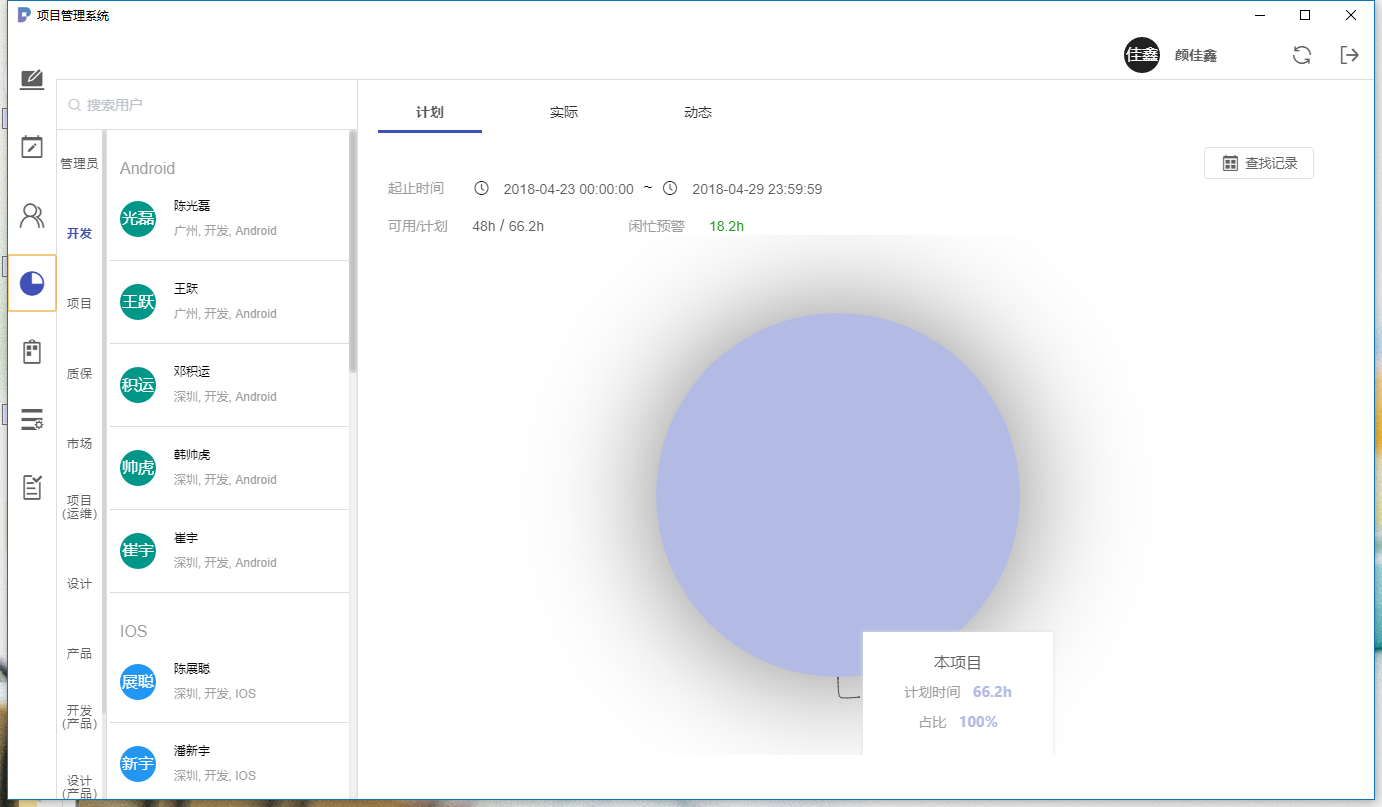 项目管理系统
佳鑫 颜佳鑫
搜索用户
管理员
开发
项目
质保
市场
项目
(运维)
设计
产品
开发
(产品)
设计
(产品)
Android
光磊 陈光磊
广州, 开发, Android
王跃 王跃
广州, 开发, Android
积运 邓积运
深圳, 开发, Android
帅虎 韩帅虎
深圳, 开发, Android
崔宇 崔宇
深圳, 开发, Android
IOS
展聪 陈展聪
深圳, 开发, IOS
新宇 潘新宇
深圳, 开发, IOS
计划 实际 动态
查找记录
起止时间 2018-04-23 00:00:00 ~ 2018-04-29 23:59:59
可用/计划 48h / 66.2h 闲忙预警 18.2h
本项目
计划时间 66.2h
占比 100%